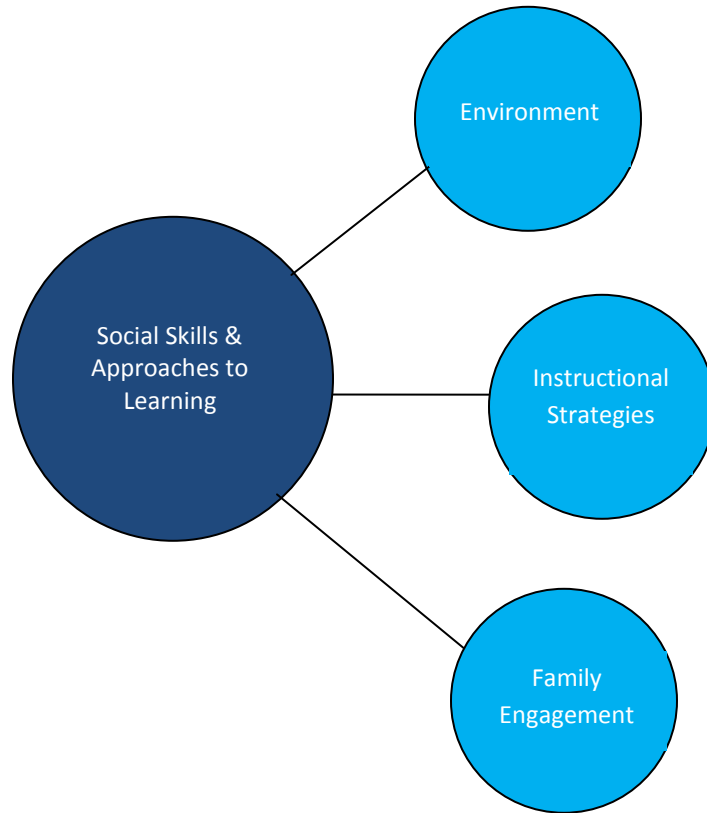 Environment
Social Skills &
Approaches to
Learning
Instructional
Strategies
Family
Engagement